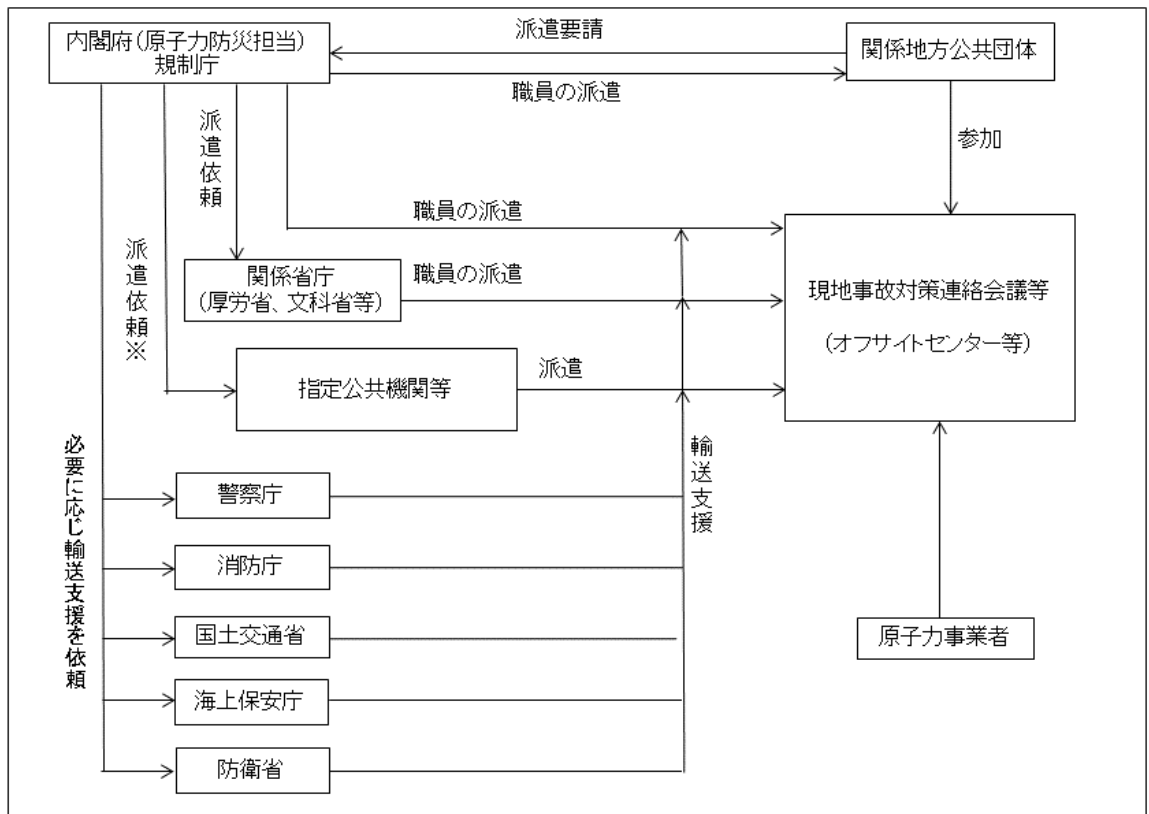 内閣府(原子力防災担当)
規制庁
派遣要請
関係地方公共団体
職員の派遣
派遣依頼
参加
職員の派遣
派遣依頼※
関係省庁
(厚労省、文科省等)
職員の派遣
現地事故対策連絡会議等
(オフサイトセンター等)
指定公共機関等
派遣
必要に応じ輸送支援を依頼
輸送支援
警察庁
消防庁
国土交通省
原子力事業者
海上保安庁
防衛省